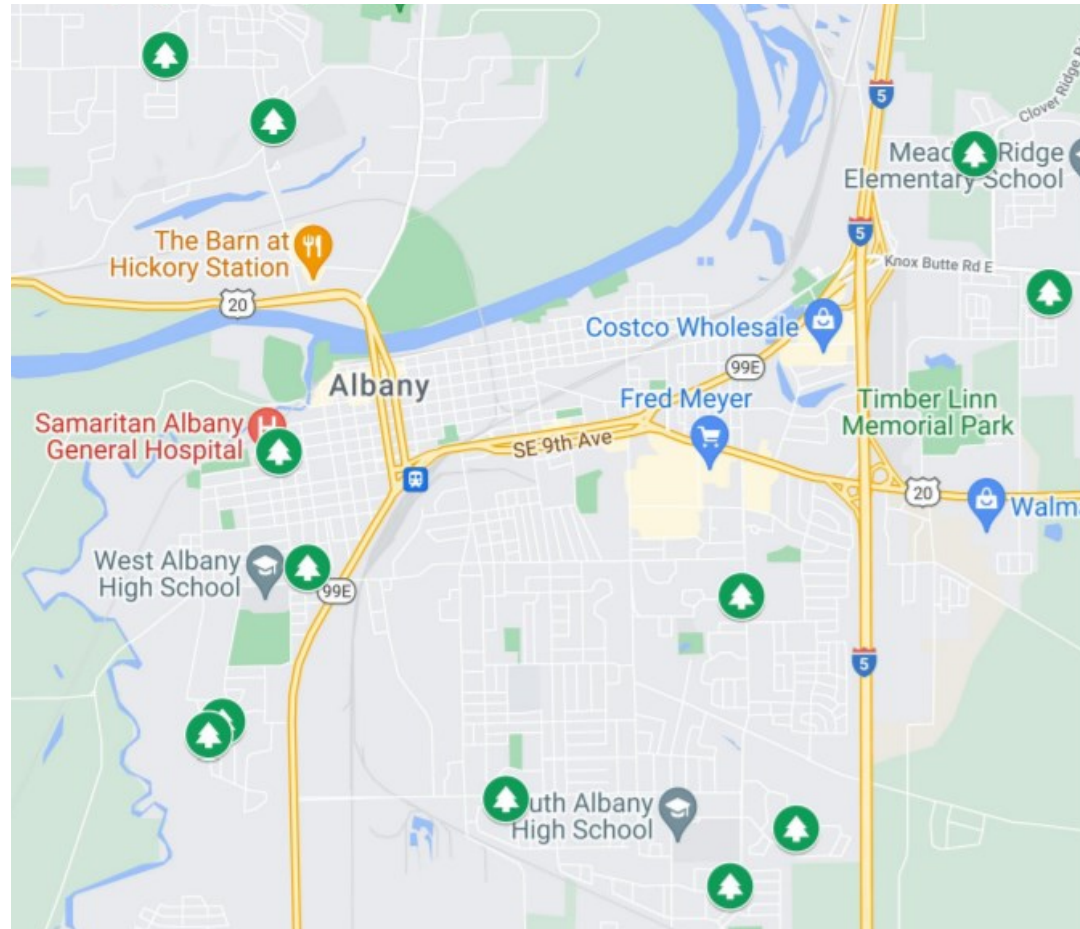 5
Clover Ridge R
Mead Ridge
Elementary School
5
The Barn at
Hickory Station
Knox Butte Rd E
20
Costco Wholesale
99E
Albany
Fred Meyer
Timber Linn
Memorial Park
Samaritan Albany
General Hospital
H
SE 9th Ave
20
Walma
West Albany
High School
99E
5
uth Albany
High School